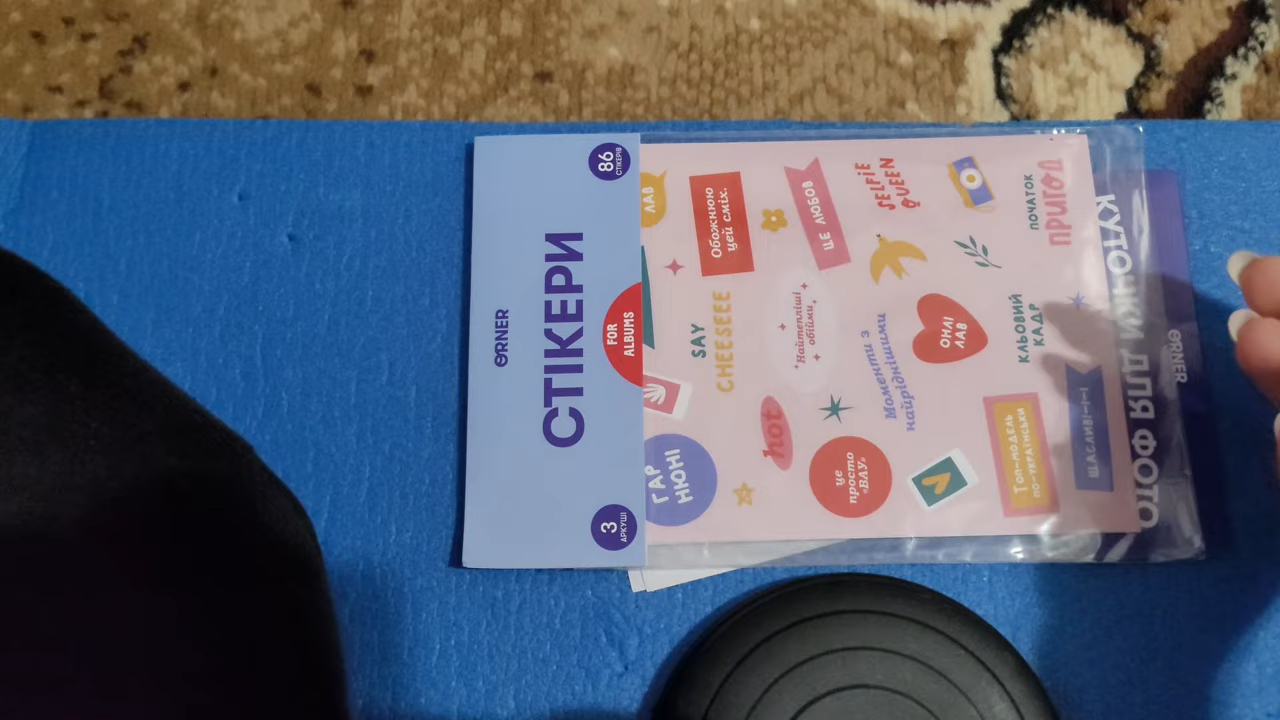 ORNER
СТІКЕРИ
3
АРКУШІ
86
СТІКЕРІВ
FOR
ALBUMS
ГАР
НЮНІ
ЛАВ
SAY
CHEESEEE
Обожнюю
цей сміх.
hot
Найтепліші
обійми
ЦЕ ЛЮБОВ
це
просто
«ВАУ»
Моменти з
найріднішими
SELFIE
QUEEN
ОНЛІ
ЛАВ
Топ-модель
по-українськи
КЛЬОВИЙ
КАДР
ПОЧАТОК
ПРИГОД
ЩАСЛИВІ-І-І
КУТОЧКИ ДЛЯ ФОТО
ORNER